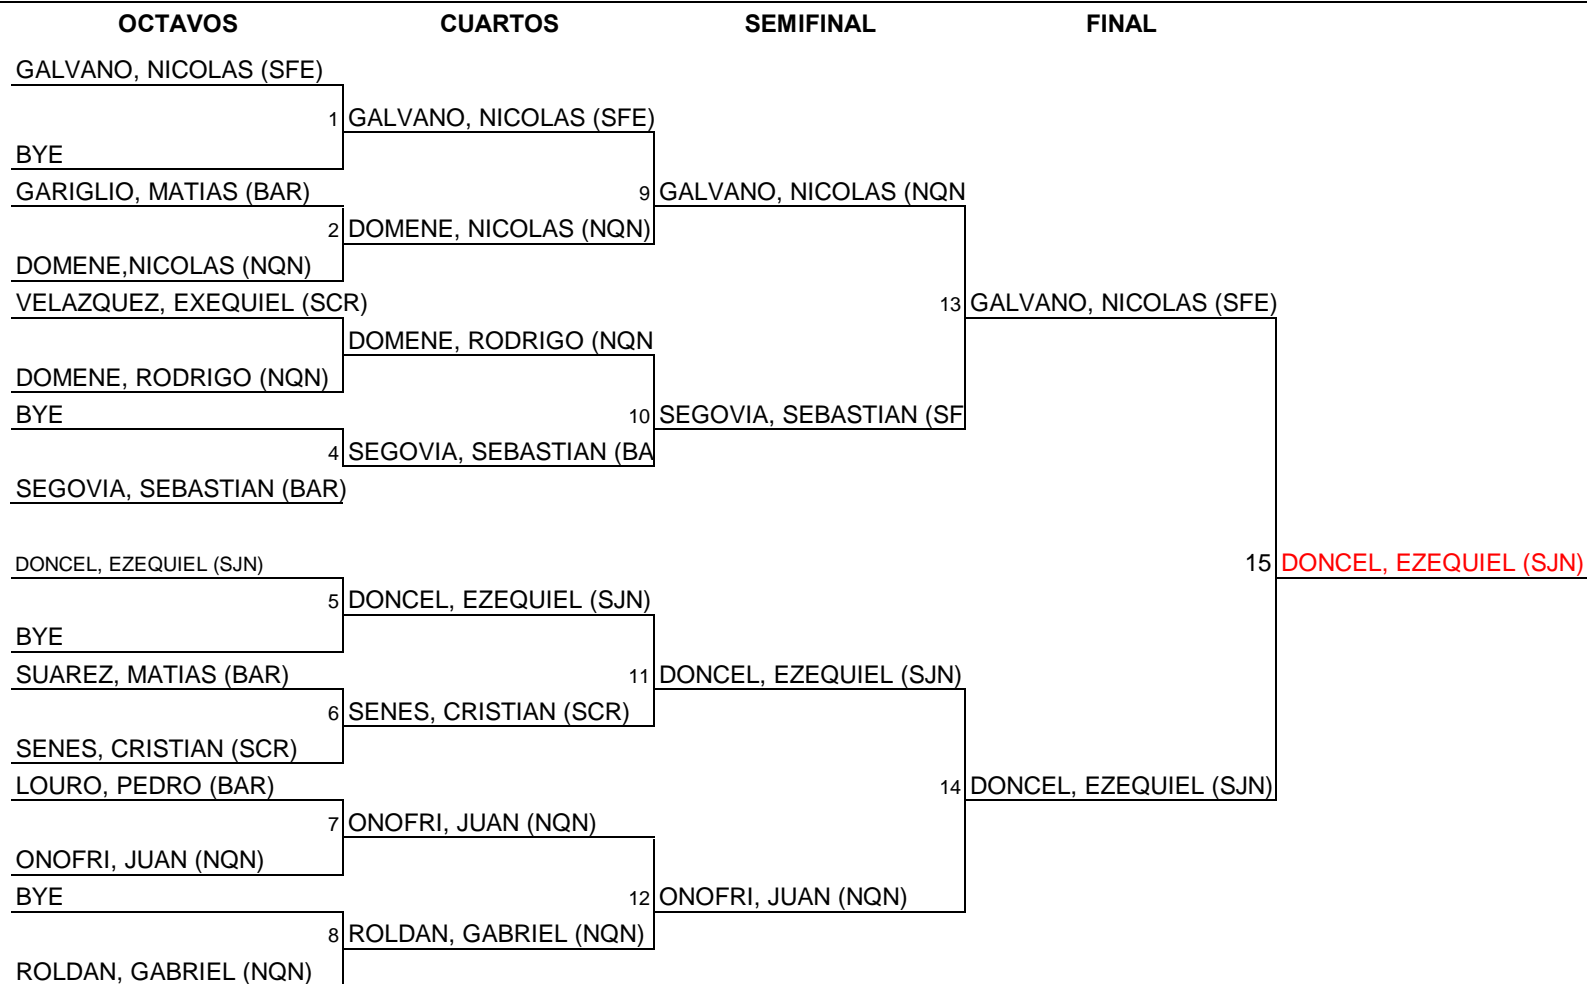 OCTAVOS CUARTOS SEMIFINAL FINAL
GALVANO, NICOLAS (SFE)
1 GALVANO, NICOLAS (SFE)
BYE
GARIGLIO, MATIAS (BAR)
9 GALVANO, NICOLAS (NQN
2 DOMENE, NICOLAS (NQN)
DOMENE,NICOLAS (NQN)
VELAZQUEZ, EXEQUIEL (SCR)
13 GALVANO, NICOLAS (SFE)
DOMENE, RODRIGO (NQN
DOMENE, RODRIGO (NQN)
BYE
10 SEGOVIA, SEBASTIAN (SF
4 SEGOVIA, SEBASTIAN (BA
SEGOVIA, SEBASTIAN (BAR)
DONCEL, EZEQUIEL (SJN)
15 DONCEL, EZEQUIEL (SJN)
5 DONCEL, EZEQUIEL (SJN)
BYE
SUAREZ, MATIAS (BAR)
11 DONCEL, EZEQUIEL (SJN)
6 SENES, CRISTIAN (SCR)
SENES, CRISTIAN (SCR)
LOURO, PEDRO (BAR)
14 DONCEL, EZEQUIEL (SJN)
7 ONOFRI, JUAN (NQN)
ONOFRI, JUAN (NQN)
BYE
12 ONOFRI, JUAN (NQN)
8 ROLDAN, GABRIEL (NQN)
ROLDAN, GABRIEL (NQN)